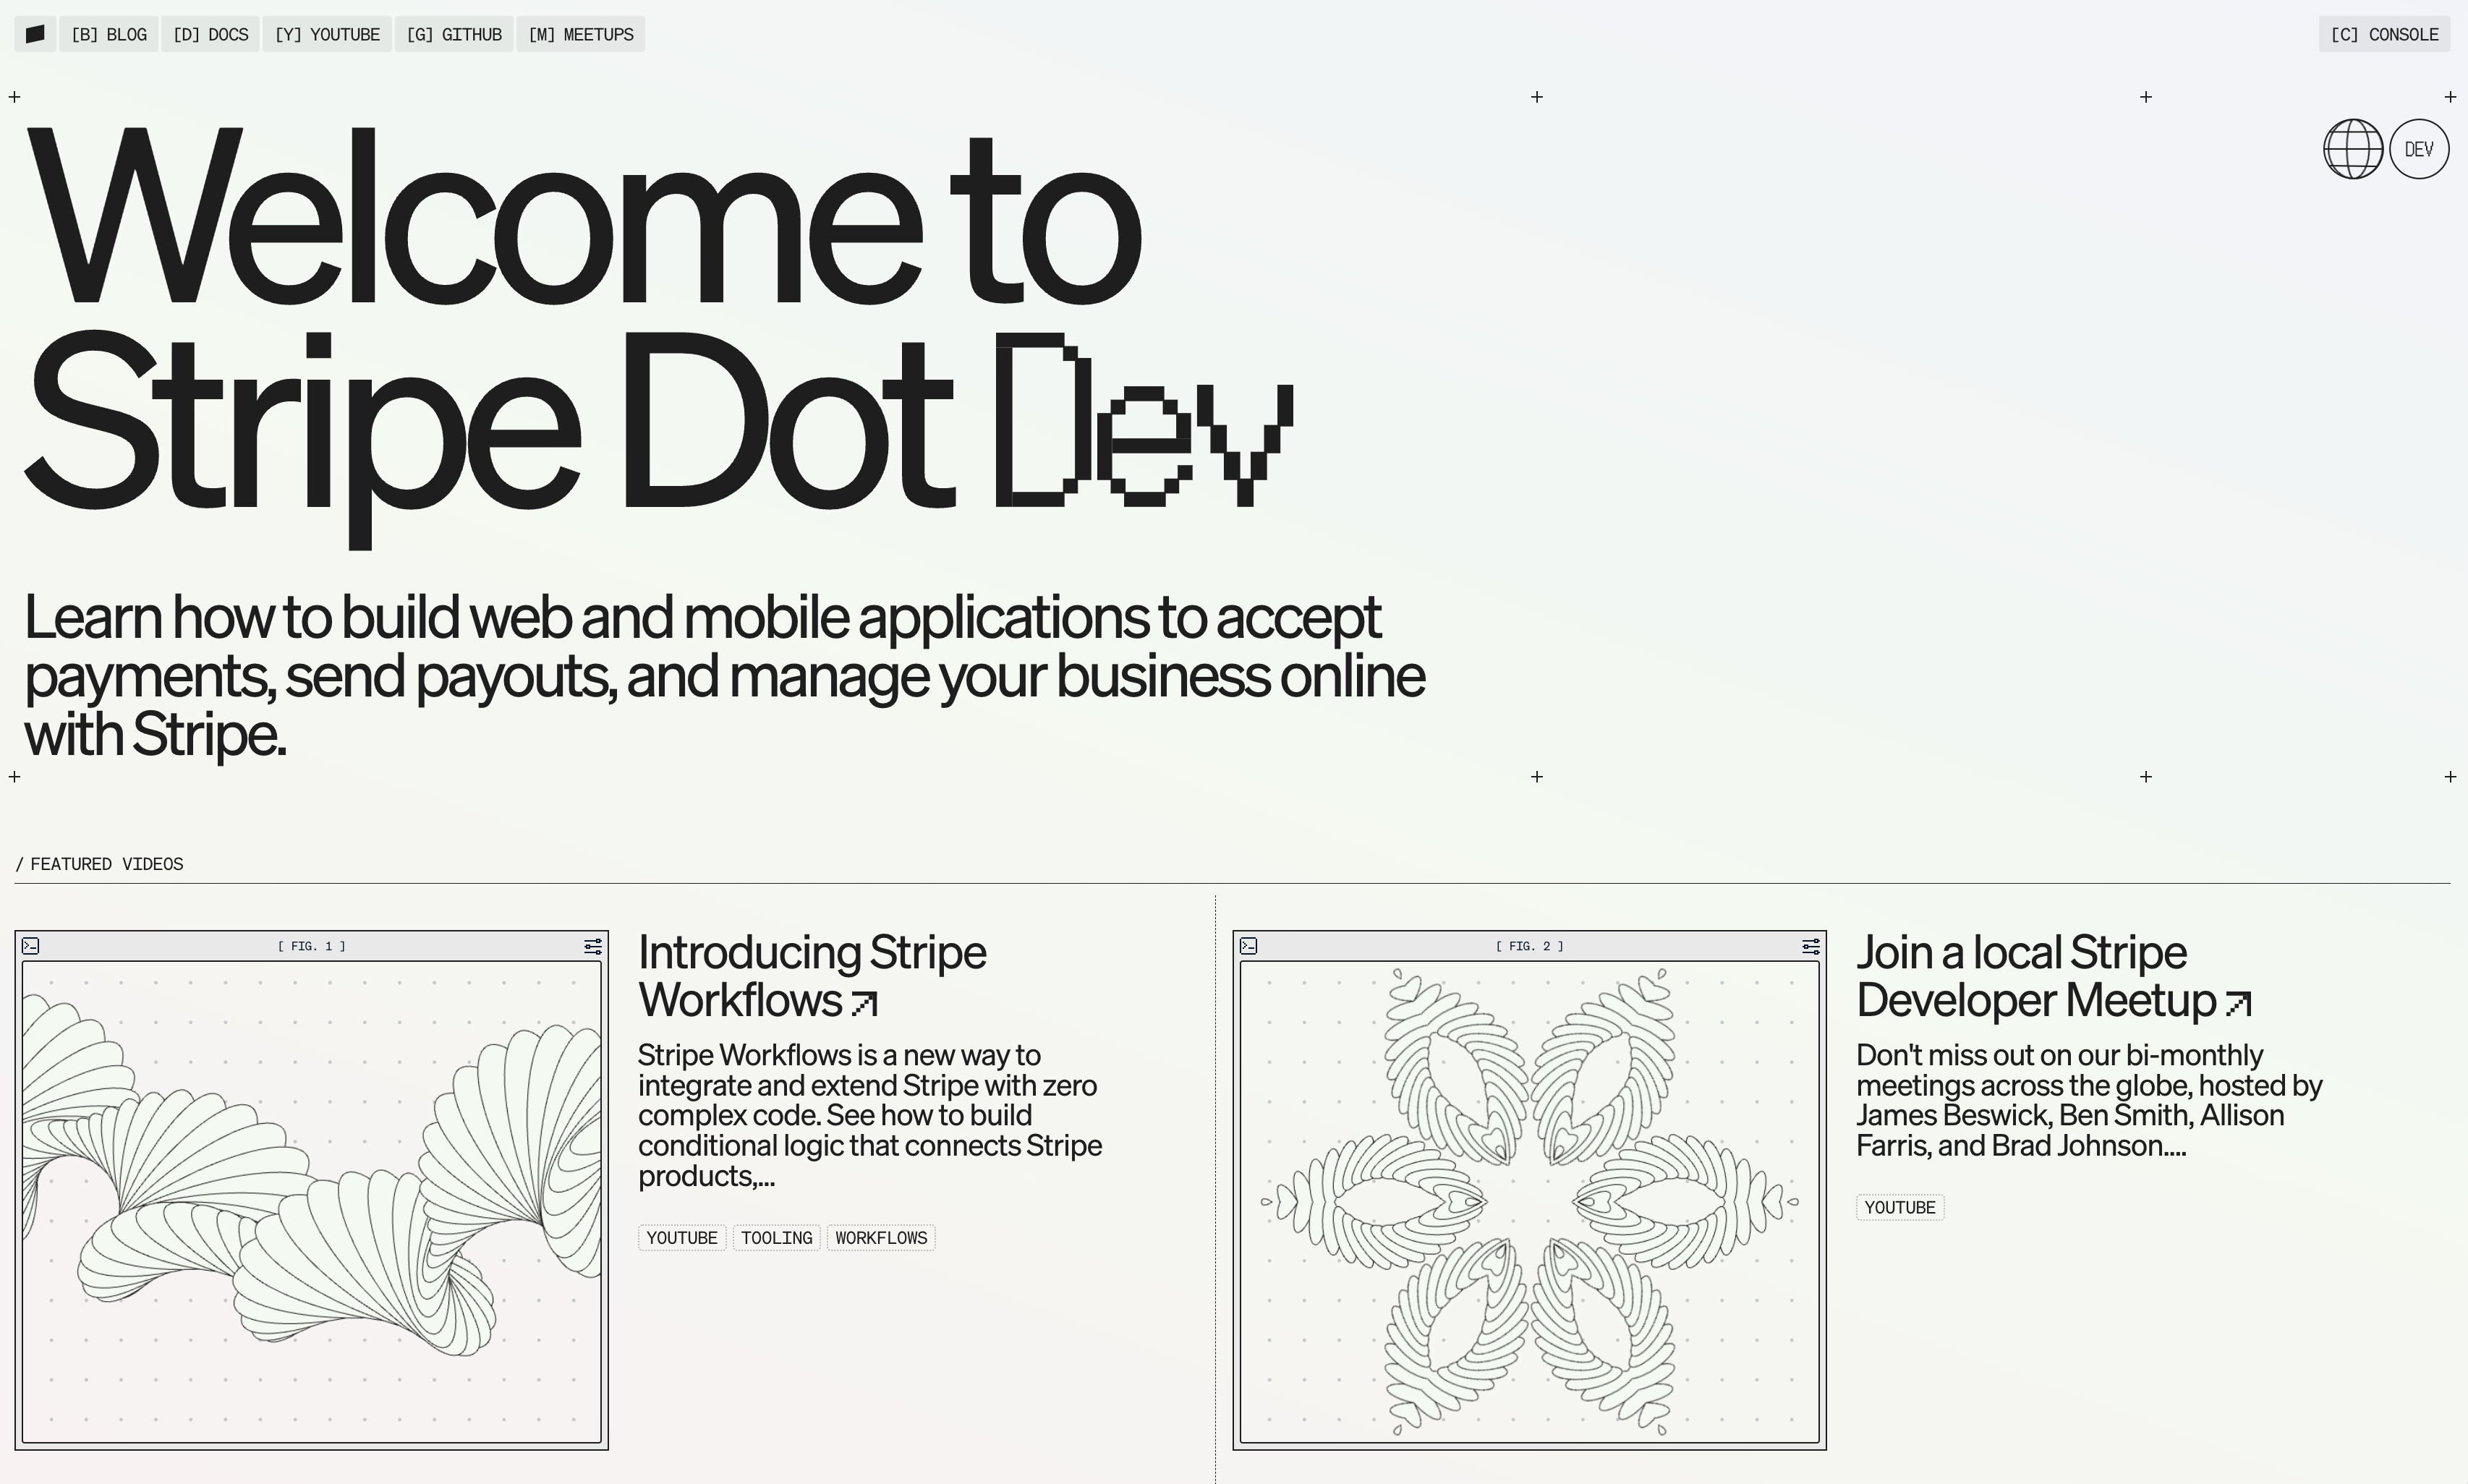 [B] BLOG [D] DOCS [Y] YOUTUBE [G] GITHUB [M] MEETUPS [C] CONSOLE
Welcome to
DEV
Stripe Dot Dev
Learn how to build web and mobile applications to accept
payments, send payouts, and manage your business online
with Stripe.
/ FEATURED VIDEOS
[ FIG. 1 ]
Introducing Stripe
Workflows
Stripe Workflows is a new way to
integrate and extend Stripe with zero
complex code. See how to build
conditional logic that connects Stripe
products,...
YOUTUBE TOOLING WORKFLOWS
[ FIG. 2 ]
Join a local Stripe
Developer Meetup
Don't miss out on our bi-monthly
meetings across the globe, hosted by
James Beswick, Ben Smith, Allison
Farris, and Brad Johnson....
YOUTUBE